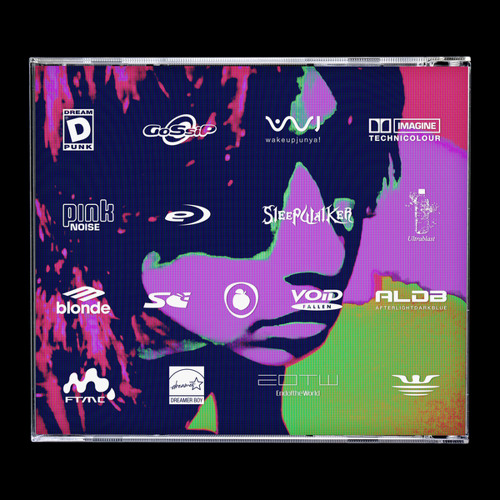 DREAM
D
PUNK
GoSSiP
wakeupjunya!
IMAGINE
TECHNICOLOUR
pink
NOISE
e
SleepWalKer
Ultrablast
blonde
VOID
FALLEN
ALDB
AFTERLIGHTDARKBLUE
FTMC
dreamer
DREAMER BOY
EOTW
EndoftheWorld